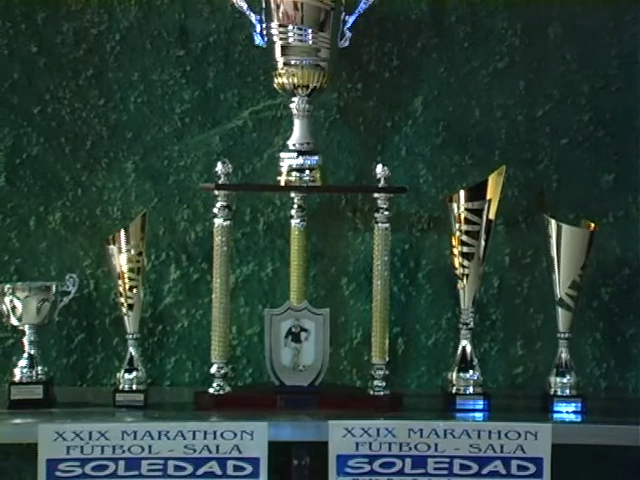 XXIX MARATHON
FÚTBOL - SALA
SOLEDAD
XXIX MARATHON
FÚTBOL - SALA
SOLEDAD